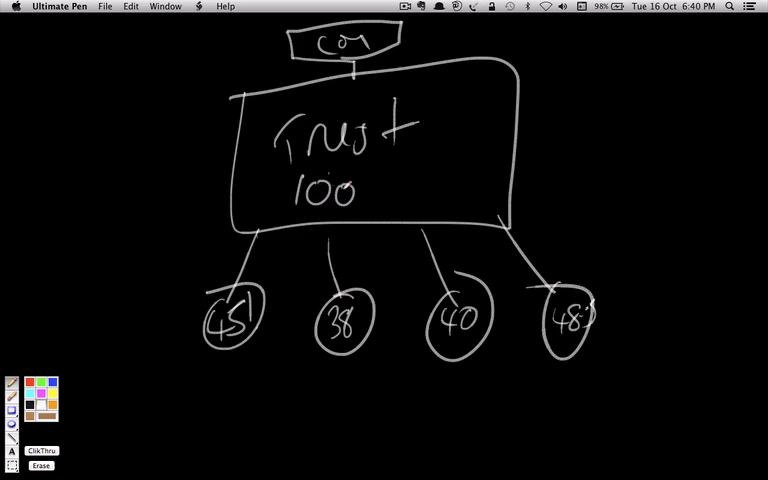 Ultimate Pen File Edit Window Help 98% Tue 16 Oct 6:40 PM
Trust
100
45 38 40 48
A
ClikThru
Erase